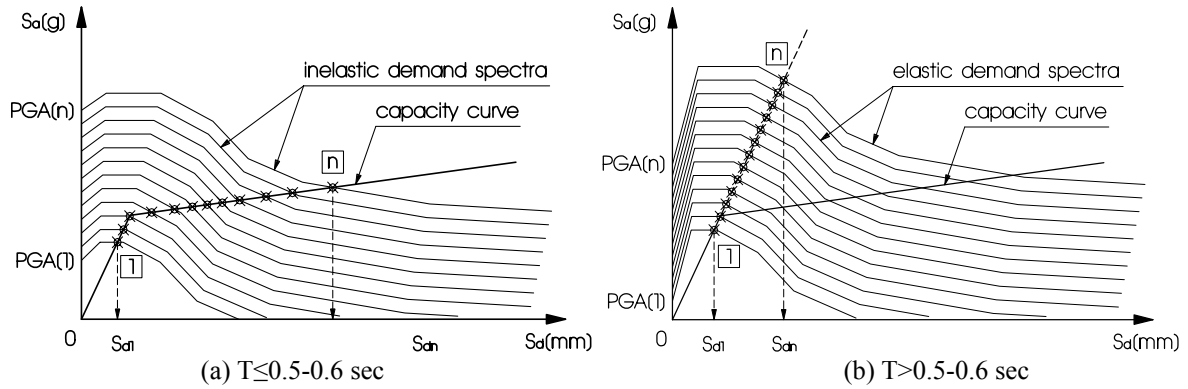 Sa(g)
inelastic demand spectra
PGA(n)
capacity curve
n
PGA(1)
1
0
Sd1
Sdn
Sd(mm)
(a) T≤0.5-0.6 sec
Sa(g)
n
elastic demand spectra
capacity curve
PGA(n)
1
PGA(1)
0
Sd1
Sdn
Sd(mm)
(b) T>0.5-0.6 sec